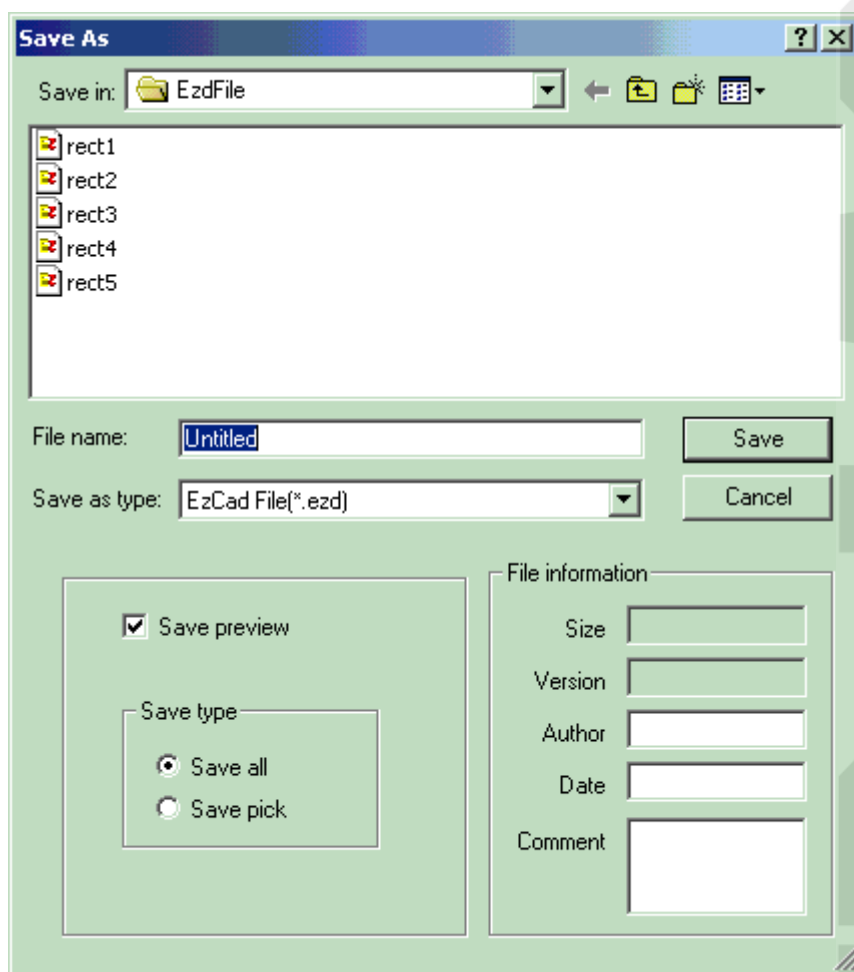 Save As
Save in: EzdFile
rect1
rect2
rect3
rect4
rect5
File name: Untitled Save
Save as type: EzCad File(*.ezd) Cancel
Save preview
Save type
Save all
Save pick
File information
Size
Version
Author
Date
Comment